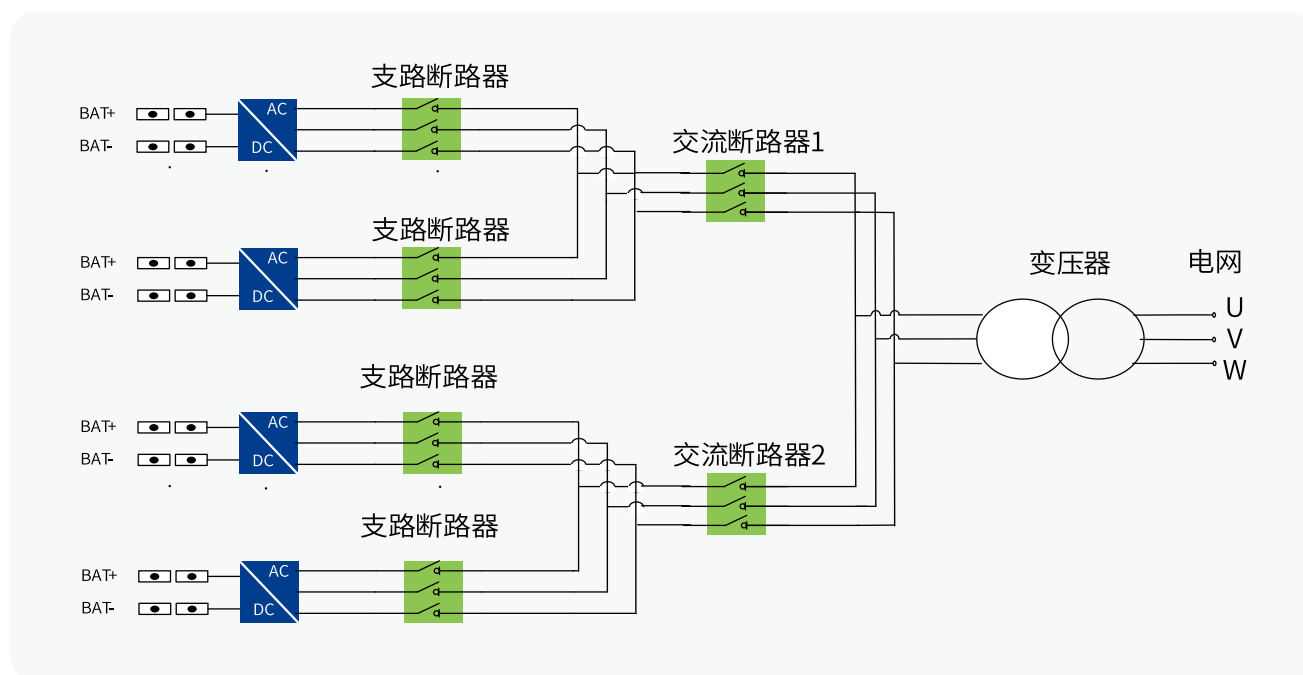 支路断路器
BAT+
AC
BAT-
DC
交流断路器1
支路断路器
BAT+
AC
BAT-
DC
变压器
电网
U
V
W
支路断路器
BAT+
AC
BAT-
DC
交流断路器2
支路断路器
BAT+
AC
BAT-
DC